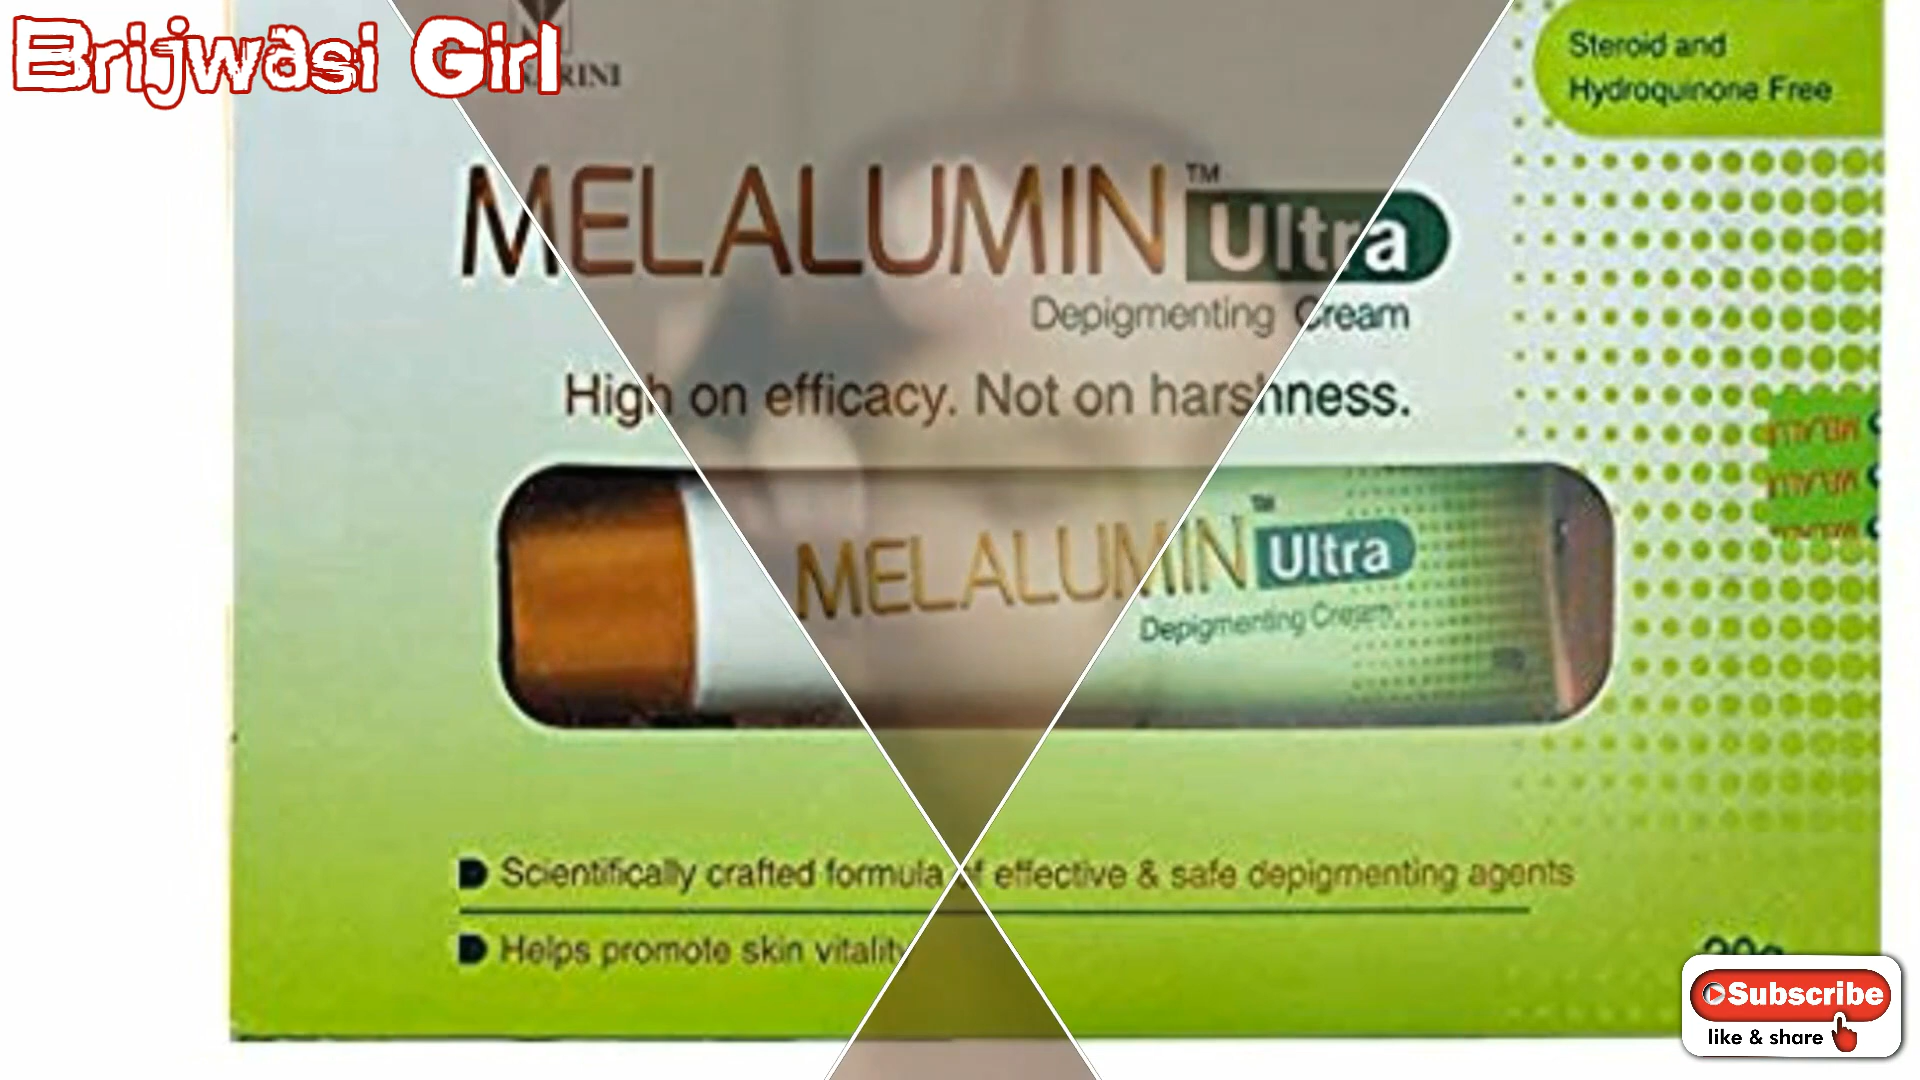 Brijwasi Girl
Steroid and
Hydroquinone Free
MELALUMIN™ Ultra
Depigmenting Cream
High on efficacy. Not on harshness.
MELALUMIN™ Ultra
Depigmenting Cream
Scientifically crafted formula of effective & safe depigmenting agents
Helps promote skin vitality
Subscribe
like & share